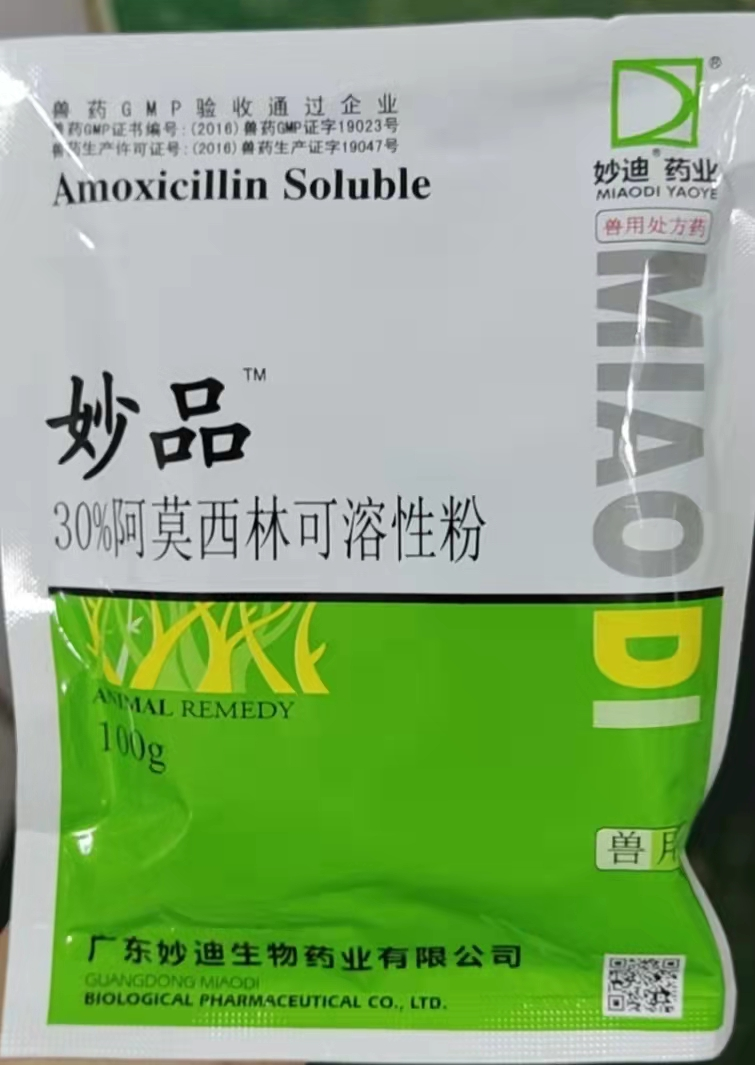 兽药GMP验收通过企业
兽药GMP证书编号:(2016)兽药GMP证字19023号
兽药生产许可证号:(2016)兽药生产证字19047号
Amoxicillin Soluble
®
妙迪®药业
MIAODI YAOYE
兽用处方药
MIAODI
妙品™
30%阿莫西林可溶性粉
ANIMAL REMEDY
100g
兽用
广东妙迪生物药业有限公司
GUANGDONG MIAODI
BIOLOGICAL PHARMACEUTICAL CO., LTD.